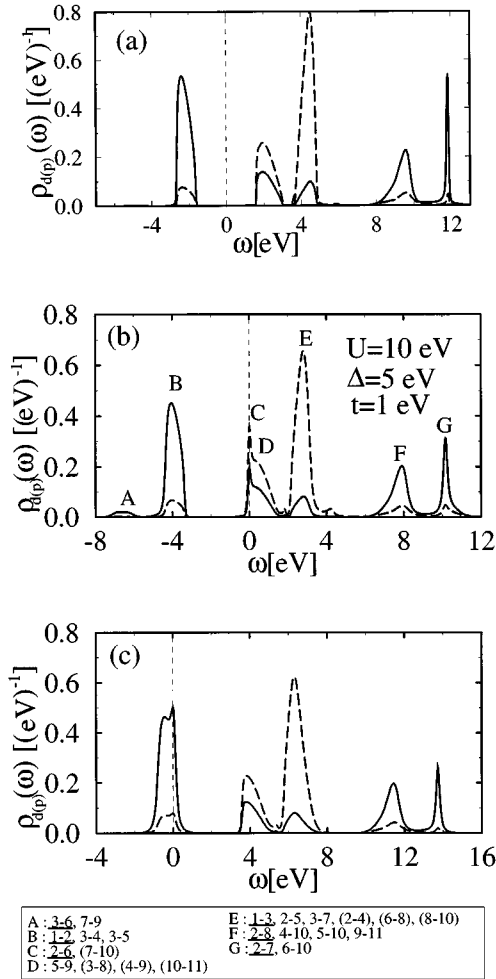 (a)
ρd(p)(ω) [(eV)-1]
0.8
0.6
0.4
0.2
0.0
-4 0 4 8 12
ω[eV]
(b)
ρd(p)(ω) [(eV)-1]
0.8
0.6
0.4
0.2
0.0
A
B
C
D
E
F
G
U=10 eV
Δ=5 eV
t=1 eV
-8 -4 0 4 8 12
ω[eV]
(c)
ρd(p)(ω) [(eV)-1]
0.8
0.6
0.4
0.2
0.0
-4 0 4 8 12 16
ω[eV]
A : 3-6, 7-9
B : 1-2, 3-4, 3-5
C : 2-6, (7-10)
D : 5-9, (3-8), (4-9), (10-11)
E : 1-3, 2-5, 3-7, (2-4), (6-8), (8-10)
F : 2-8, 4-10, 5-10, 9-11
G : 2-7, 6-10